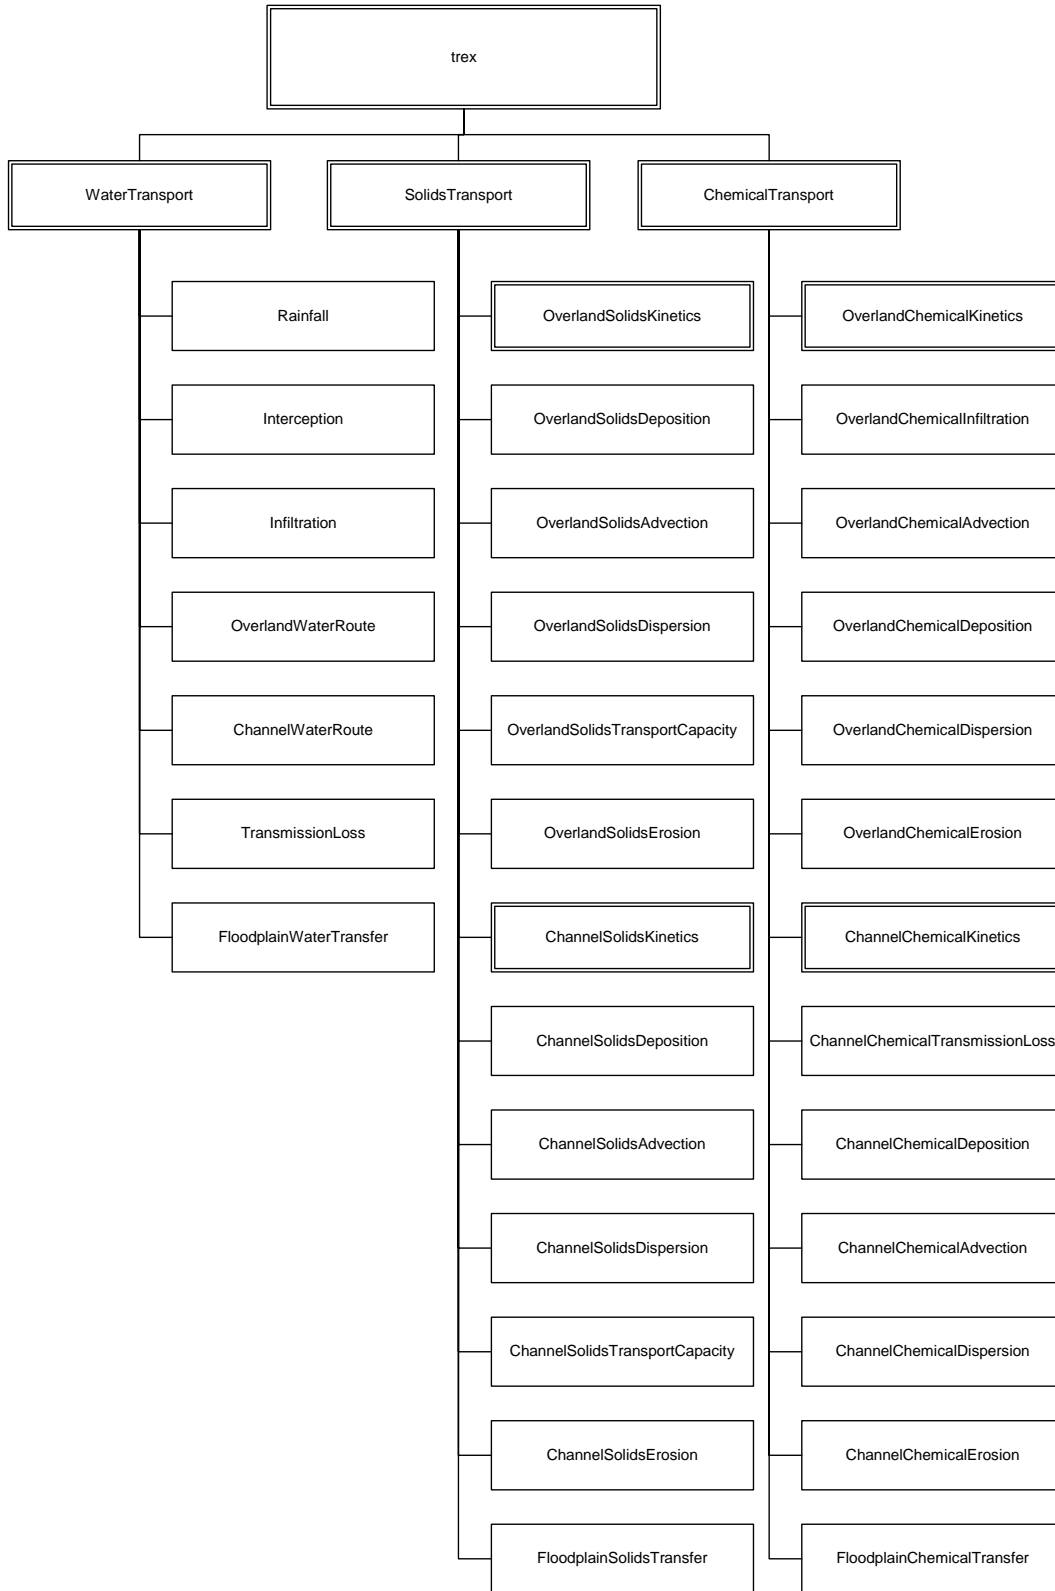 trex
WaterTransport
SolidsTransport
ChemicalTransport
Rainfall
OverlandSolidsKinetics
OverlandChemicalKinetics
Interception
OverlandSolidsDeposition
OverlandChemicalInfiltration
Infiltration
OverlandSolidsAdvection
OverlandChemicalAdvection
OverlandWaterRoute
OverlandSolidsDispersion
OverlandChemicalDeposition
ChannelWaterRoute
OverlandSolidsTransportCapacity
OverlandChemicalDispersion
TransmissionLoss
OverlandSolidsErosion
OverlandChemicalErosion
FloodplainWaterTransfer
ChannelSolidsKinetics
ChannelChemicalKinetics
ChannelSolidsDeposition
ChannelChemicalTransmissionLoss
ChannelSolidsAdvection
ChannelChemicalDeposition
ChannelSolidsDispersion
ChannelChemicalAdvection
ChannelSolidsTransportCapacity
ChannelChemicalDispersion
ChannelSolidsErosion
ChannelChemicalErosion
FloodplainSolidsTransfer
FloodplainChemicalTransfer